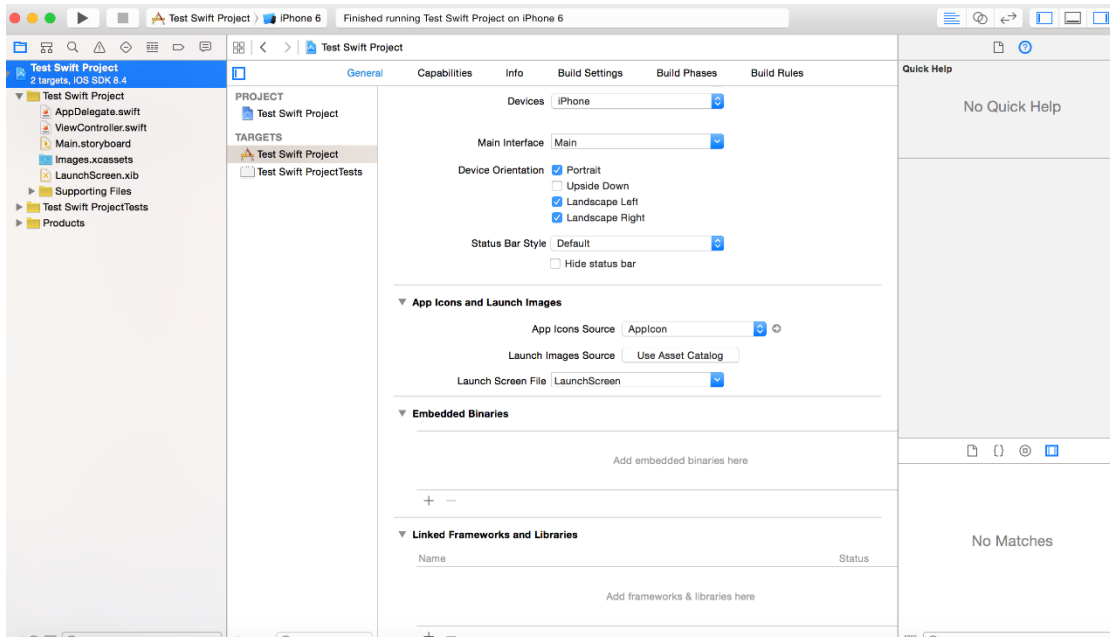 Test Swift Project
iPhone 6
Finished running Test Swift Project on iPhone 6
Test Swift Project
2 targets, iOS SDK 8.4
Test Swift Project
AppDelegate.swift
ViewController.swift
Main.storyboard
Images.xcassets
LaunchScreen.xib
Supporting Files
Test Swift ProjectTests
Products
Test Swift Project
General Capabilities Info Build Settings Build Phases Build Rules
PROJECT
Test Swift Project
TARGETS
Test Swift Project
Test Swift ProjectTests
Devices iPhone
Main Interface Main
Device Orientation Portrait
Upside Down
Landscape Left
Landscape Right
Status Bar Style Default
Hide status bar
App Icons and Launch Images
App Icons Source AppIcon
Launch Images Source Use Asset Catalog
Launch Screen File LaunchScreen
Embedded Binaries
Add embedded binaries here
Linked Frameworks and Libraries
Name Status
Add frameworks & libraries here
Quick Help
No Quick Help
No Matches